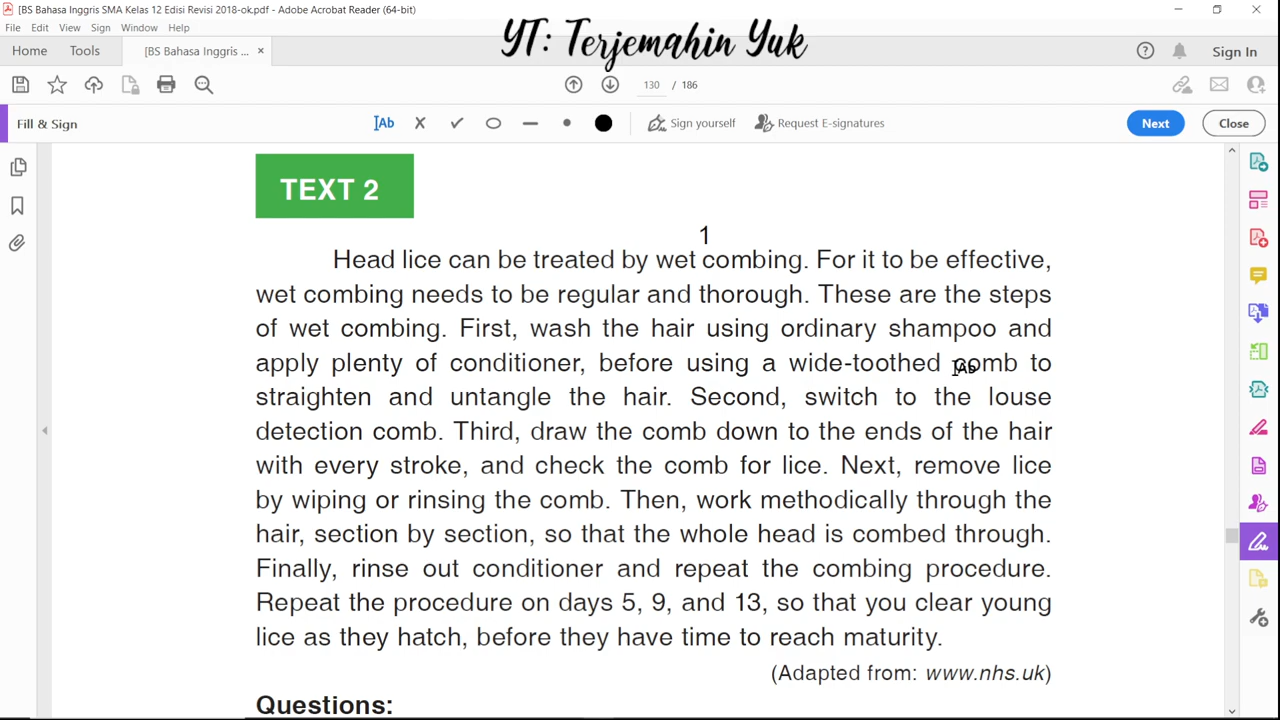 [BS Bahasa Inggris SMA Kelas 12 Edisi Revisi 2018-ok.pdf - Adobe Acrobat Reader (64-bit)
File Edit View Sign Window Help
YT: Terjemahin Yuk
Home Tools [BS Bahasa Inggris ... × Sign In
130 / 186
Fill & Sign Ab Sign yourself Request E-signatures Next Close
TEXT 2
1
Head lice can be treated by wet combing. For it to be effective,
wet combing needs to be regular and thorough. These are the steps
of wet combing. First, wash the hair using ordinary shampoo and
apply plenty of conditioner, before using a wide-toothed comb to
straighten and untangle the hair. Second, switch to the louse
detection comb. Third, draw the comb down to the ends of the hair
with every stroke, and check the comb for lice. Next, remove lice
by wiping or rinsing the comb. Then, work methodically through the
hair, section by section, so that the whole head is combed through.
Finally, rinse out conditioner and repeat the combing procedure.
Repeat the procedure on days 5, 9, and 13, so that you clear young
lice as they hatch, before they have time to reach maturity.
(Adapted from: www.nhs.uk)
Questions: